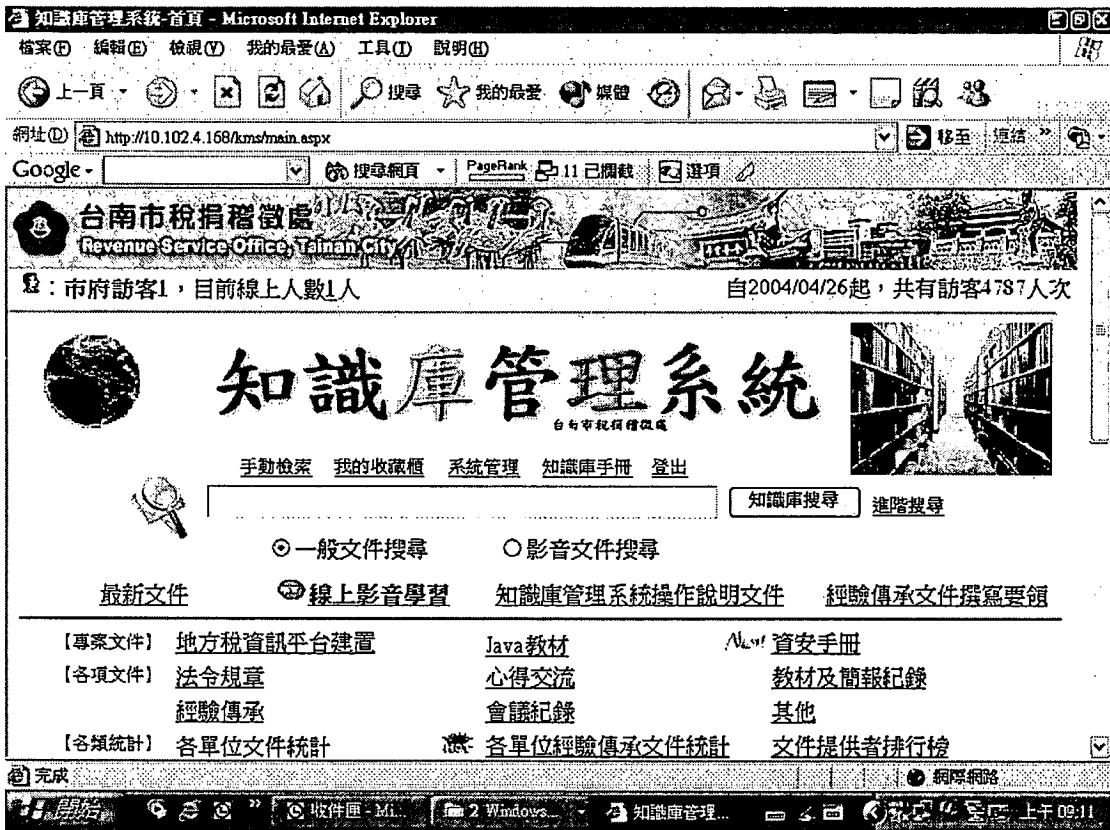 知識庫管理系統-首頁 - Microsoft Internet Explorer
檔案(F) 編輯(E) 檢視(V) 我的最愛(A) 工具(T) 說明(H)
上一頁 搜尋 我的最愛 媒體
網址(D) http://10.102.4.168/kms/main.aspx 移至 連結 »
Google 搜尋網頁 PageRank 11 已攔截 選項
台南市稅捐稽徵處
Revenue Service Office, Tainan City
：市府訪客1，目前線上人數1人 自2004/04/26起，共有訪客4787人次
知識庫管理系統
台南市稅捐稽徵處
手動檢索 我的收藏櫃 系統管理 知識庫手冊 登出
知識庫搜尋 進階搜尋
一般文件搜尋 影音文件搜尋
最新文件 線上影音學習 知識庫管理系統操作說明文件 經驗傳承文件撰寫要領
【專案文件】 地方稅資訊平台建置 Java教材 New! 資安手冊
【各項文件】 法令規章 心得交流 教材及簡報紀錄
經驗傳承 會議紀錄 其他
【各類統計】 各單位文件統計 各單位經驗傳承文件統計 文件提供者排行榜
完成 網際網路
開始 » 收件匣 - Mi... 2 Windows... 知識庫管理... 上午 09:11